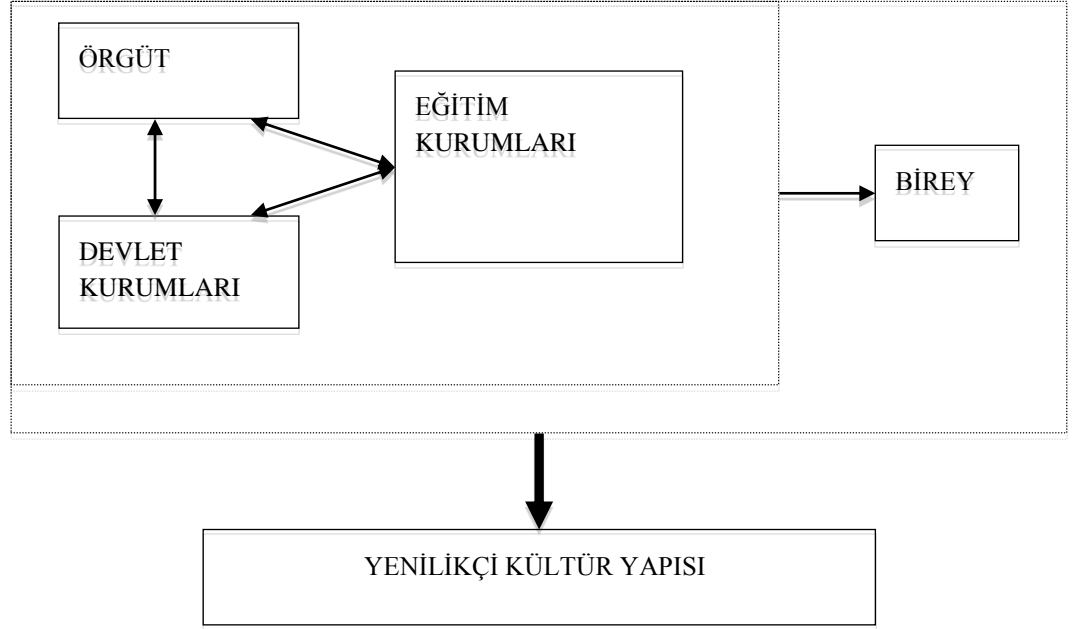 ÖRGÜT
EĞİTİM
KURUMLARI
BİREY
DEVLET
KURUMLARI
YENİLİKÇİ KÜLTÜR YAPISI